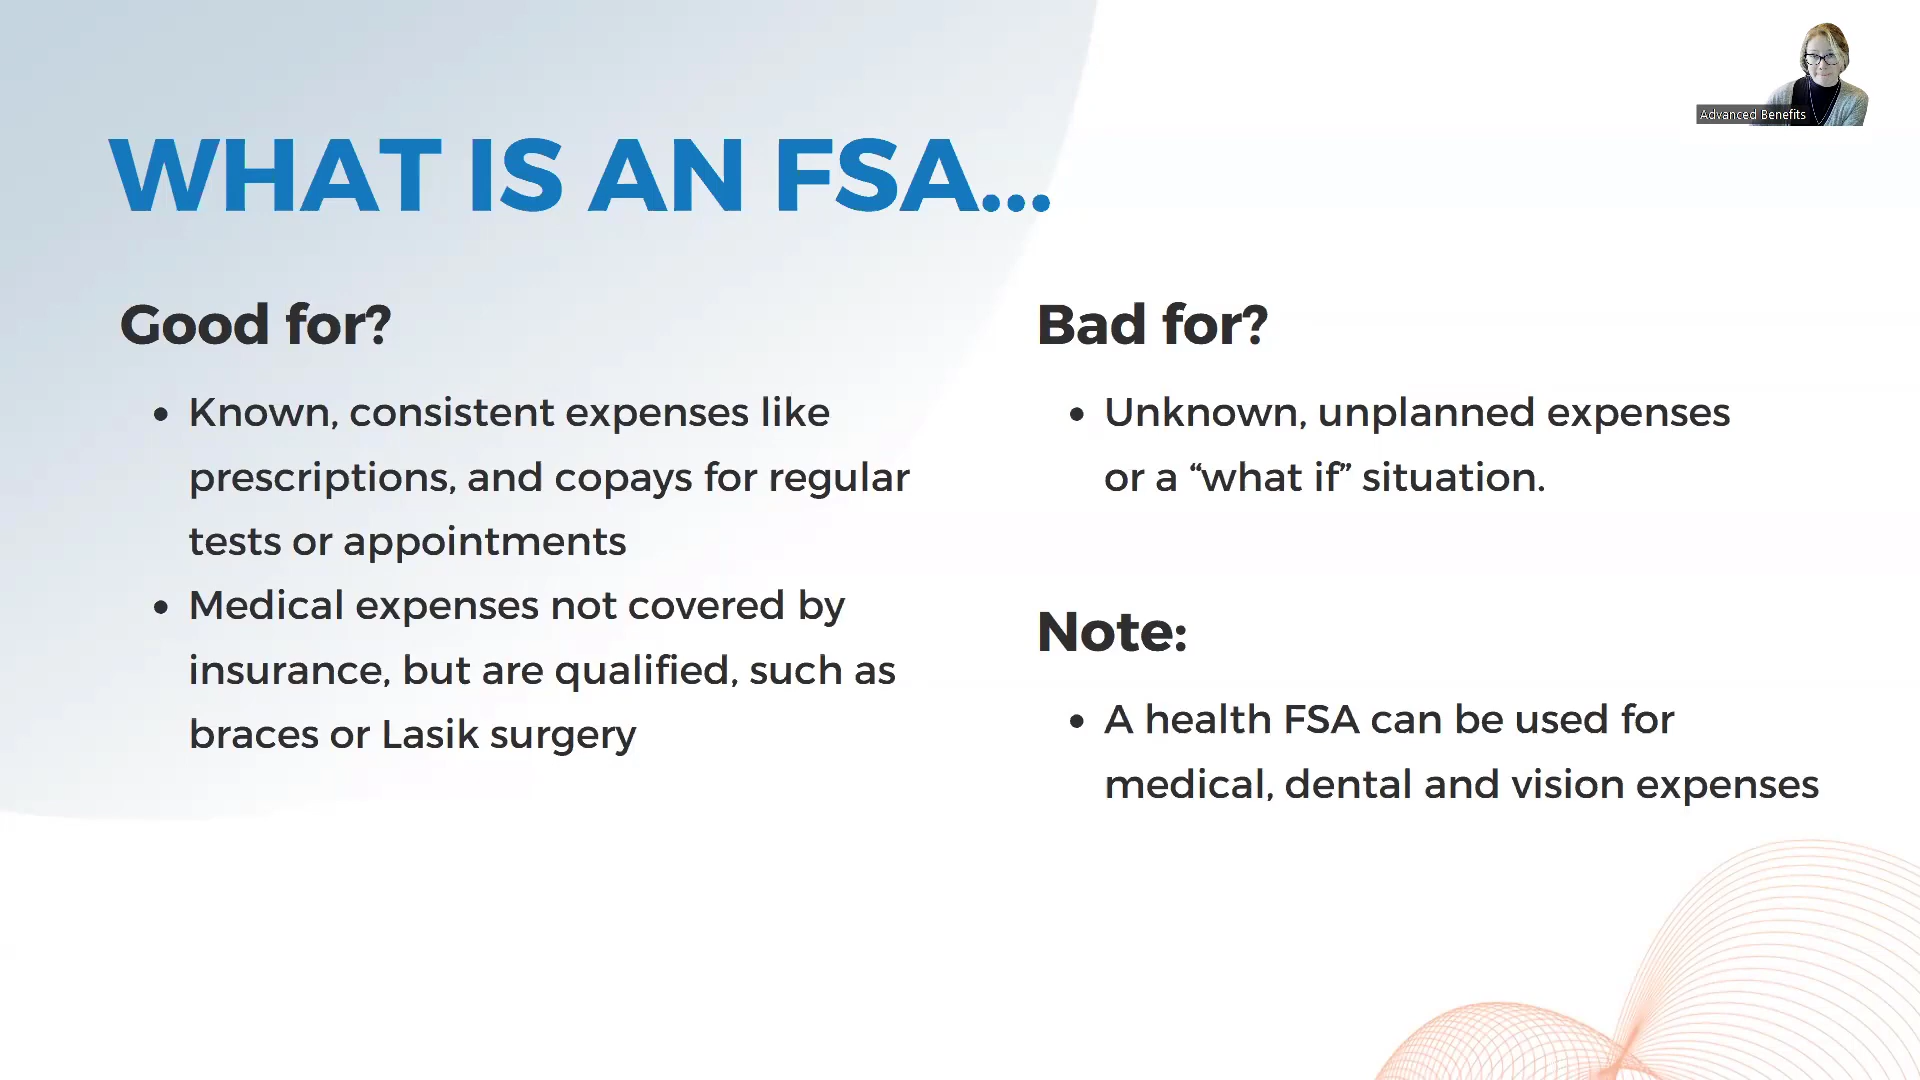 Advanced Benefits
WHAT IS AN FSA...
Good for?
• Known, consistent expenses like
prescriptions, and copays for regular
tests or appointments
• Medical expenses not covered by
insurance, but are qualified, such as
braces or Lasik surgery
Bad for?
• Unknown, unplanned expenses
or a “what if” situation.
Note:
• A health FSA can be used for
medical, dental and vision expenses